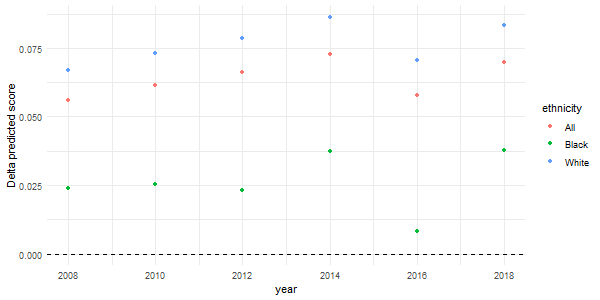 Delta predicted score
0.075
0.050
0.025
0.000
2008 2010 2012 2014 2016 2018
year
ethnicity
All
Black
White